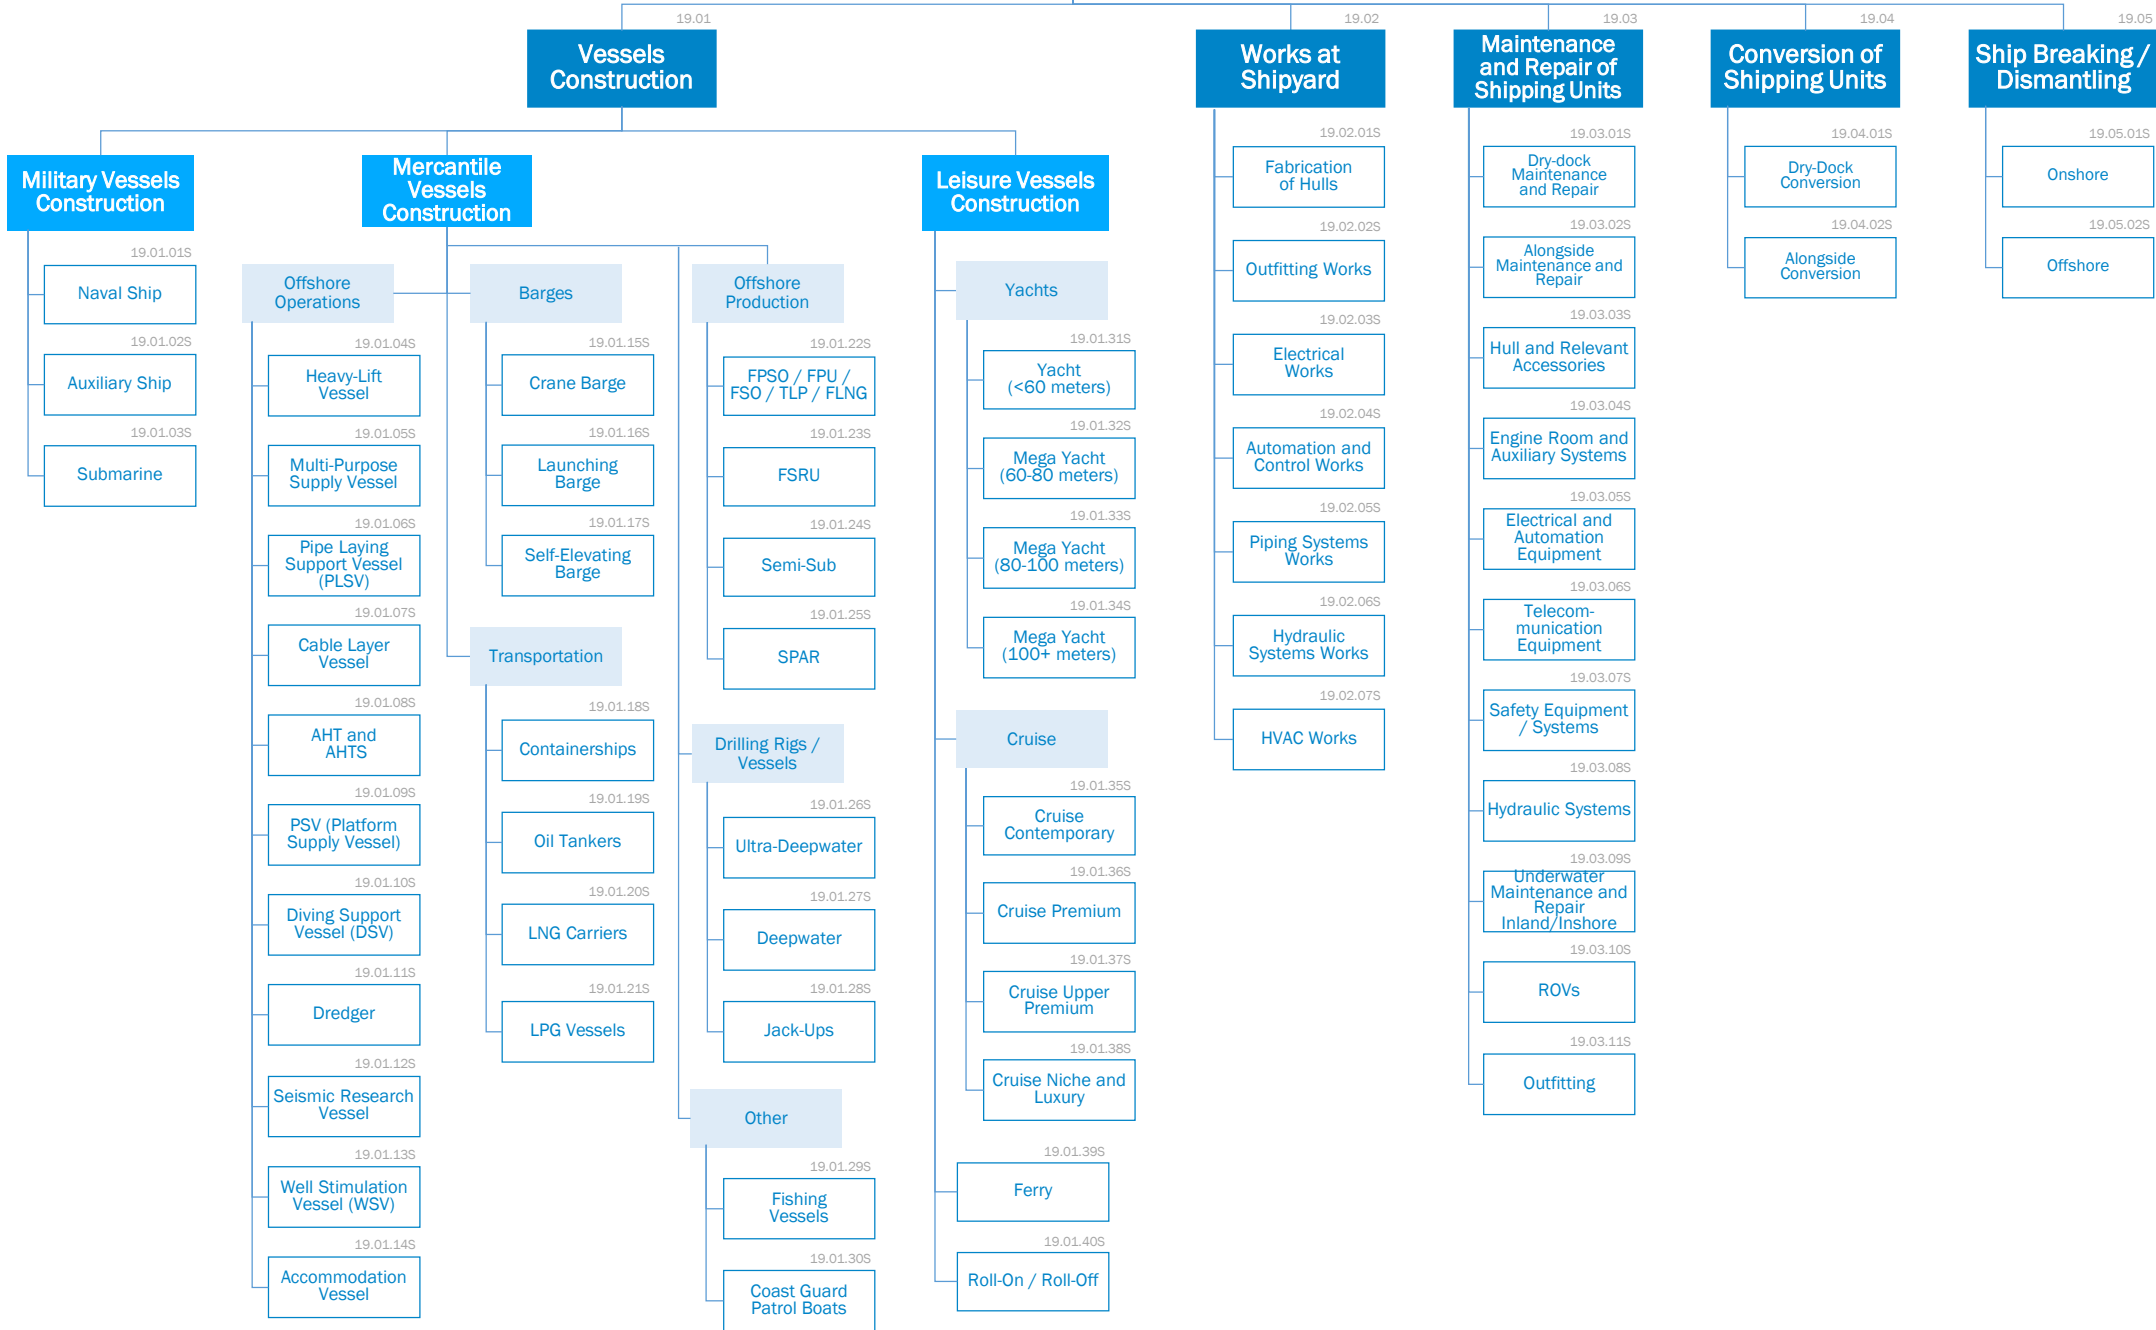 19.01
Vessels
Construction
Military Vessels
Construction
19.01.01S
Naval Ship
19.01.02S
Auxiliary Ship
19.01.03S
Submarine
Mercantile
Vessels
Construction
Offshore
Operations
19.01.04S
Heavy-Lift
Vessel
19.01.05S
Multi-Purpose
Supply Vessel
19.01.06S
Pipe Laying
Support Vessel
(PLSV)
19.01.07S
Cable Layer
Vessel
19.01.08S
AHT and
AHTS
19.01.09S
PSV (Platform
Supply Vessel)
19.01.10S
Diving Support
Vessel (DSV)
19.01.11S
Dredger
19.01.12S
Seismic Research
Vessel
19.01.13S
Well Stimulation
Vessel (WSV)
19.01.14S
Accommodation
Vessel
Barges
19.01.15S
Crane Barge
19.01.16S
Launching
Barge
19.01.17S
Self-Elevating
Barge
Transportation
19.01.18S
Containerships
19.01.19S
Oil Tankers
19.01.20S
LNG Carriers
19.01.21S
LPG Vessels
Offshore
Production
19.01.22S
FPSO / FPU /
FSO / TLP / FLNG
19.01.23S
FSRU
19.01.24S
Semi-Sub
19.01.25S
SPAR
Drilling Rigs /
Vessels
19.01.26S
Ultra-Deepwater
19.01.27S
Deepwater
19.01.28S
Jack-Ups
Other
19.01.29S
Fishing
Vessels
19.01.30S
Coast Guard
Patrol Boats
Leisure Vessels
Construction
Yachts
19.01.31S
Yacht
(<60 meters)
19.01.32S
Mega Yacht
(60-80 meters)
19.01.33S
Mega Yacht
(80-100 meters)
19.01.34S
Mega Yacht
(100+ meters)
Cruise
19.01.35S
Cruise
Contemporary
19.01.36S
Cruise Premium
19.01.37S
Cruise Upper
Premium
19.01.38S
Cruise Niche and
Luxury
19.01.39S
Ferry
19.01.40S
Roll-On / Roll-Off
19.02
Works at
Shipyard
19.02.01S
Fabrication
of Hulls
19.02.02S
Outfitting Works
19.02.03S
Electrical
Works
19.02.04S
Automation and
Control Works
19.02.05S
Piping Systems
Works
19.02.06S
Hydraulic
Systems Works
19.02.07S
HVAC Works
19.03
Maintenance
and Repair of
Shipping Units
19.03.01S
Dry-dock
Maintenance
and Repair
19.03.02S
Alongside
Maintenance and
Repair
19.03.03S
Hull and Relevant
Accessories
19.03.04S
Engine Room and
Auxiliary Systems
19.03.05S
Electrical and
Automation
Equipment
19.03.06S
Telecom-
munication
Equipment
19.03.07S
Safety Equipment
/ Systems
19.03.08S
Hydraulic Systems
19.03.09S
Underwater
Maintenance and
Repair
Inland/Inshore
19.03.10S
ROVs
19.03.11S
Outfitting
19.04
Conversion of
Shipping Units
19.04.01S
Dry-Dock
Conversion
19.04.02S
Alongside
Conversion
19.05
Ship Breaking /
Dismantling
19.05.01S
Onshore
19.05.02S
Offshore